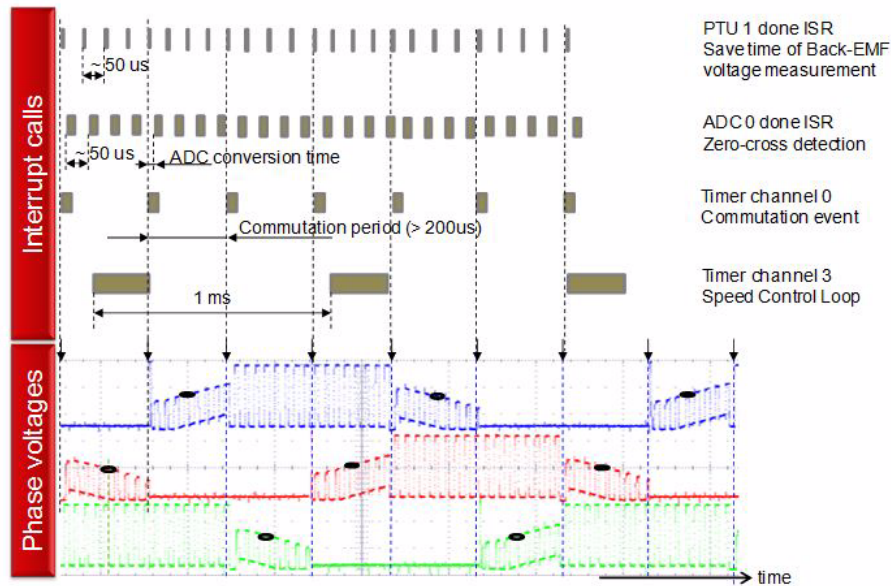 Interrupt calls
PTU 1 done ISR
Save time of Back-EMF
voltage measurement
~ 50 us
ADC 0 done ISR
Zero-cross detection
~50 us
ADC conversion time
Timer channel 0
Commutation event
Commutation period (> 200us)
Timer channel 3
Speed Control Loop
1 ms
Phase voltages
time